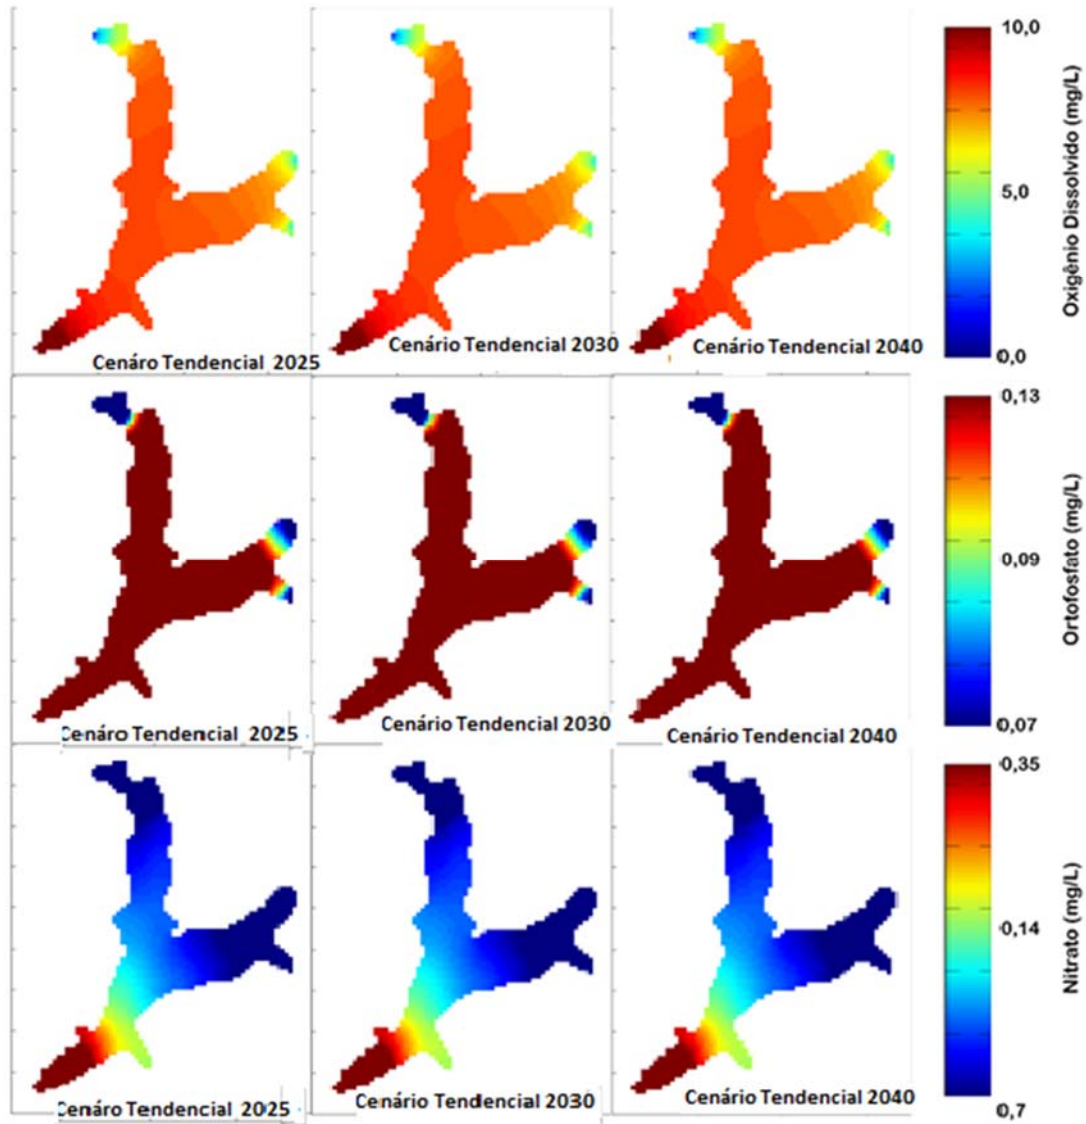 10,0
5,0
0,0
Oxigênio Dissolvido (mg/L)
Cenáro Tendencial 2025
Cenário Tendencial 2030
Cenário Tendencial 2040
0,13
0,09
0,07
Ortofosfato (mg/L)
Cenáro Tendencial 2025
Cenário Tendencial 2030
Cenário Tendencial 2040
0,35
0,14
0,7
Nitrato (mg/L)
Cenáro Tendencial 2025
Cenário Tendencial 2030
Cenário Tendencial 2040